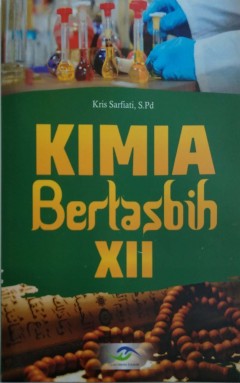 Kris Sarfiati, S.Pd
KIMIA
Bertasbih
XII